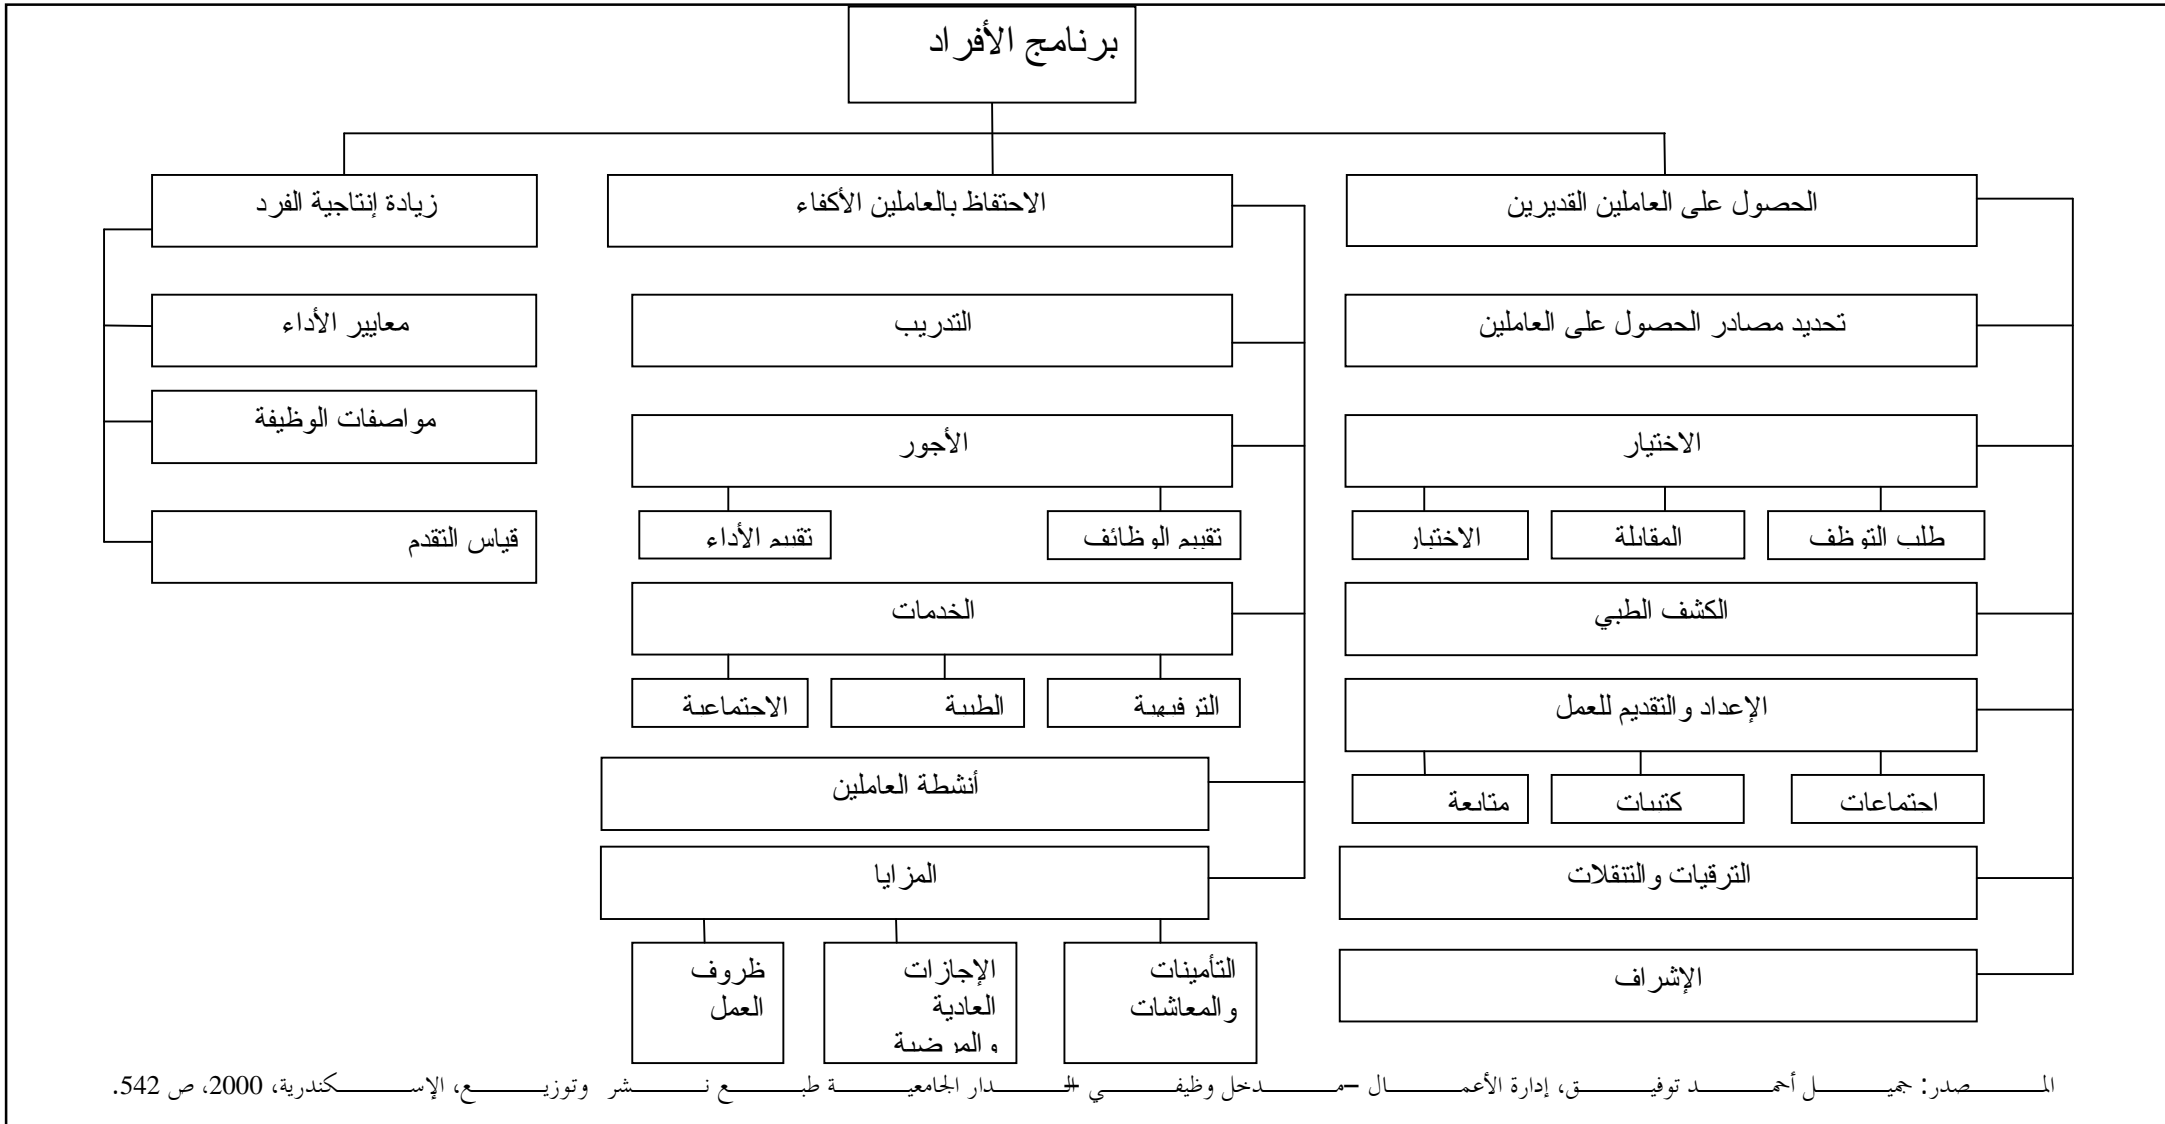 برنامج الأفراد
الحصول على العاملين القديرين
الاحتفاظ بالعاملين الأكفاء
زيادة إنتاجية الفرد
تحديد مصادر الحصول على العاملين
التدريب
معايير الأداء
مواصفات الوظيفة
الاختيار
الأجور
طلب التوظف
المقابلة
الاختبار
تقييم الوظائف
تقييم الأداء
قياس التقدم
الكشف الطبي
الخدمات
الترفيهية
الطبية
الاجتماعية
الإعداد والتقديم للعمل
اجتماعات
كتيبات
متابعة
أنشطة العاملين
الترقيات والتنقلات
المزايا
الإشراف
التأمينات
والمعاشات
الإجازات
العادية
والمرضية
ظروف
العمل
المصدر: جميل أحمد توفيق، إدارة الأعمال –مدخل وظيفي– الدار الجامعية طبع نشر وتوزيع، الإسكندرية، 2000، ص 542.